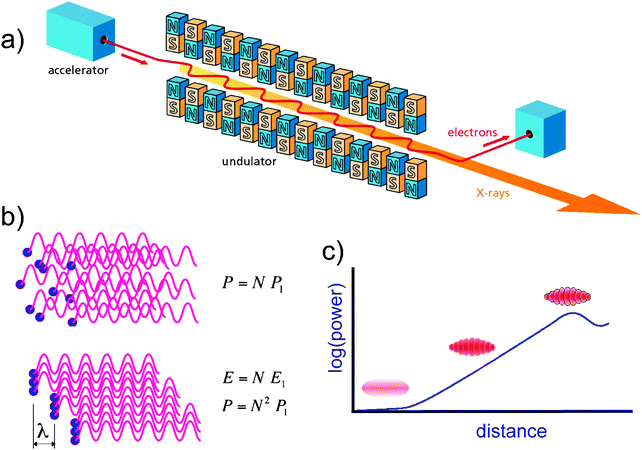 a)
accelerator
N S N S N S N S N S N S
S N S N S N S N S N S N
N S N S N S N S N S N S
S N S N S N S N S N S N
undulator
electrons
X-rays
b)
P = N P₁
E = N E₁
P = N² P₁
λ
c)
log(power)
distance